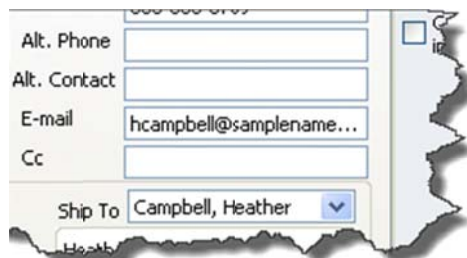 Alt. Phone
Alt. Contact
E-mail hcampbell@samplename...
Cc
Ship To Campbell, Heather